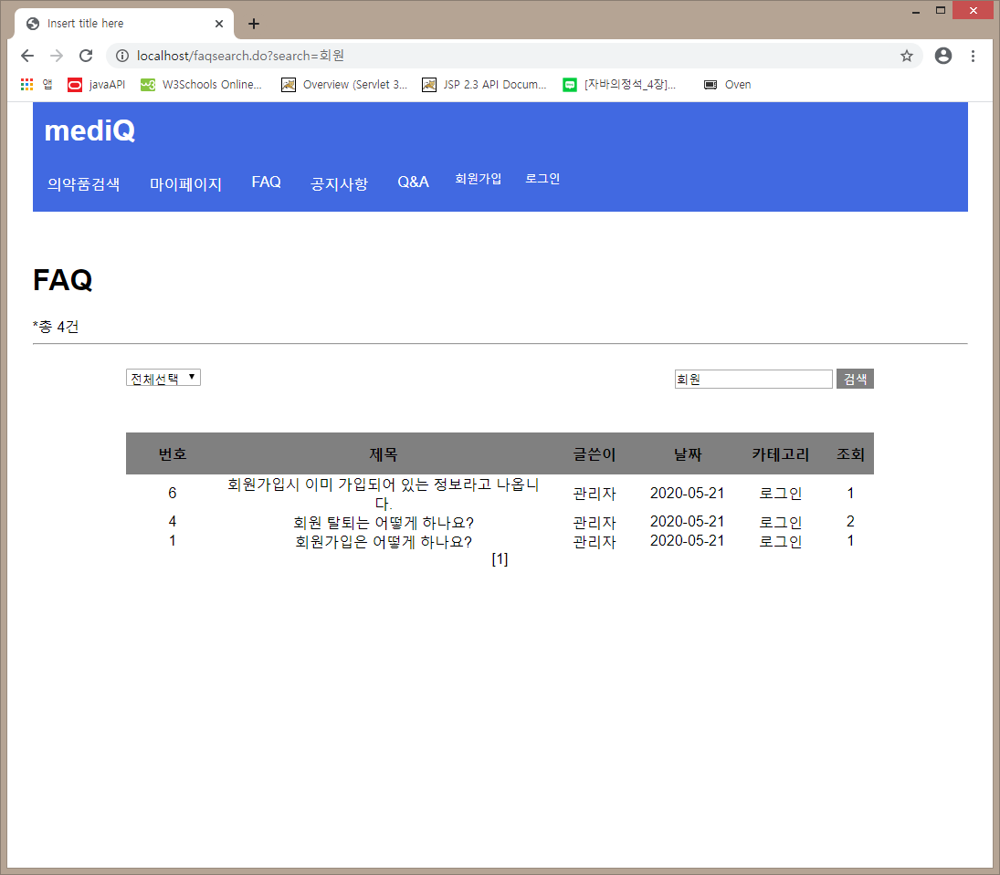 Insert title here
localhost/faqsearch.do?search=회원
앱 javaAPI W3Schools Online... Overview (Servlet 3... JSP 2.3 API Docum... [자바의정석_4장]... Oven
mediQ
의약품검색 마이페이지 FAQ 공지사항 Q&A 회원가입 로그인
FAQ
*총 4건
전체선택 회원 검색
번호 제목 글쓴이 날짜 카테고리 조회
6 회원가입시 이미 가입되어 있는 정보라고 나옵니 관리자 2020-05-21 로그인 1
다.
4 회원 탈퇴는 어떻게 하나요? 관리자 2020-05-21 로그인 2
1 회원가입은 어떻게 하나요? 관리자 2020-05-21 로그인 1
[1]